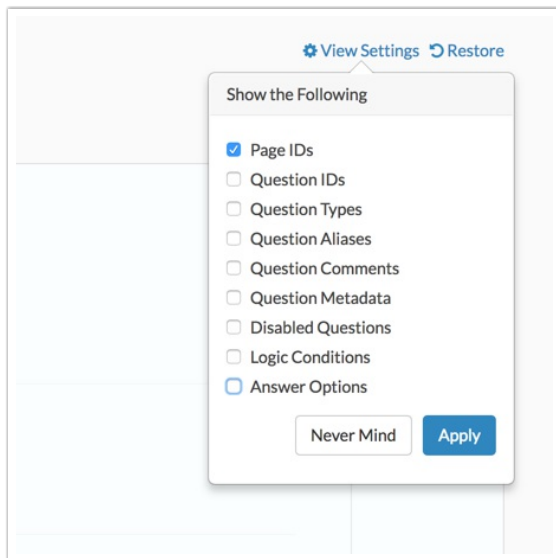 View Settings Restore
Show the Following
Page IDs
Question IDs
Question Types
Question Aliases
Question Comments
Question Metadata
Disabled Questions
Logic Conditions
Answer Options
Never Mind Apply